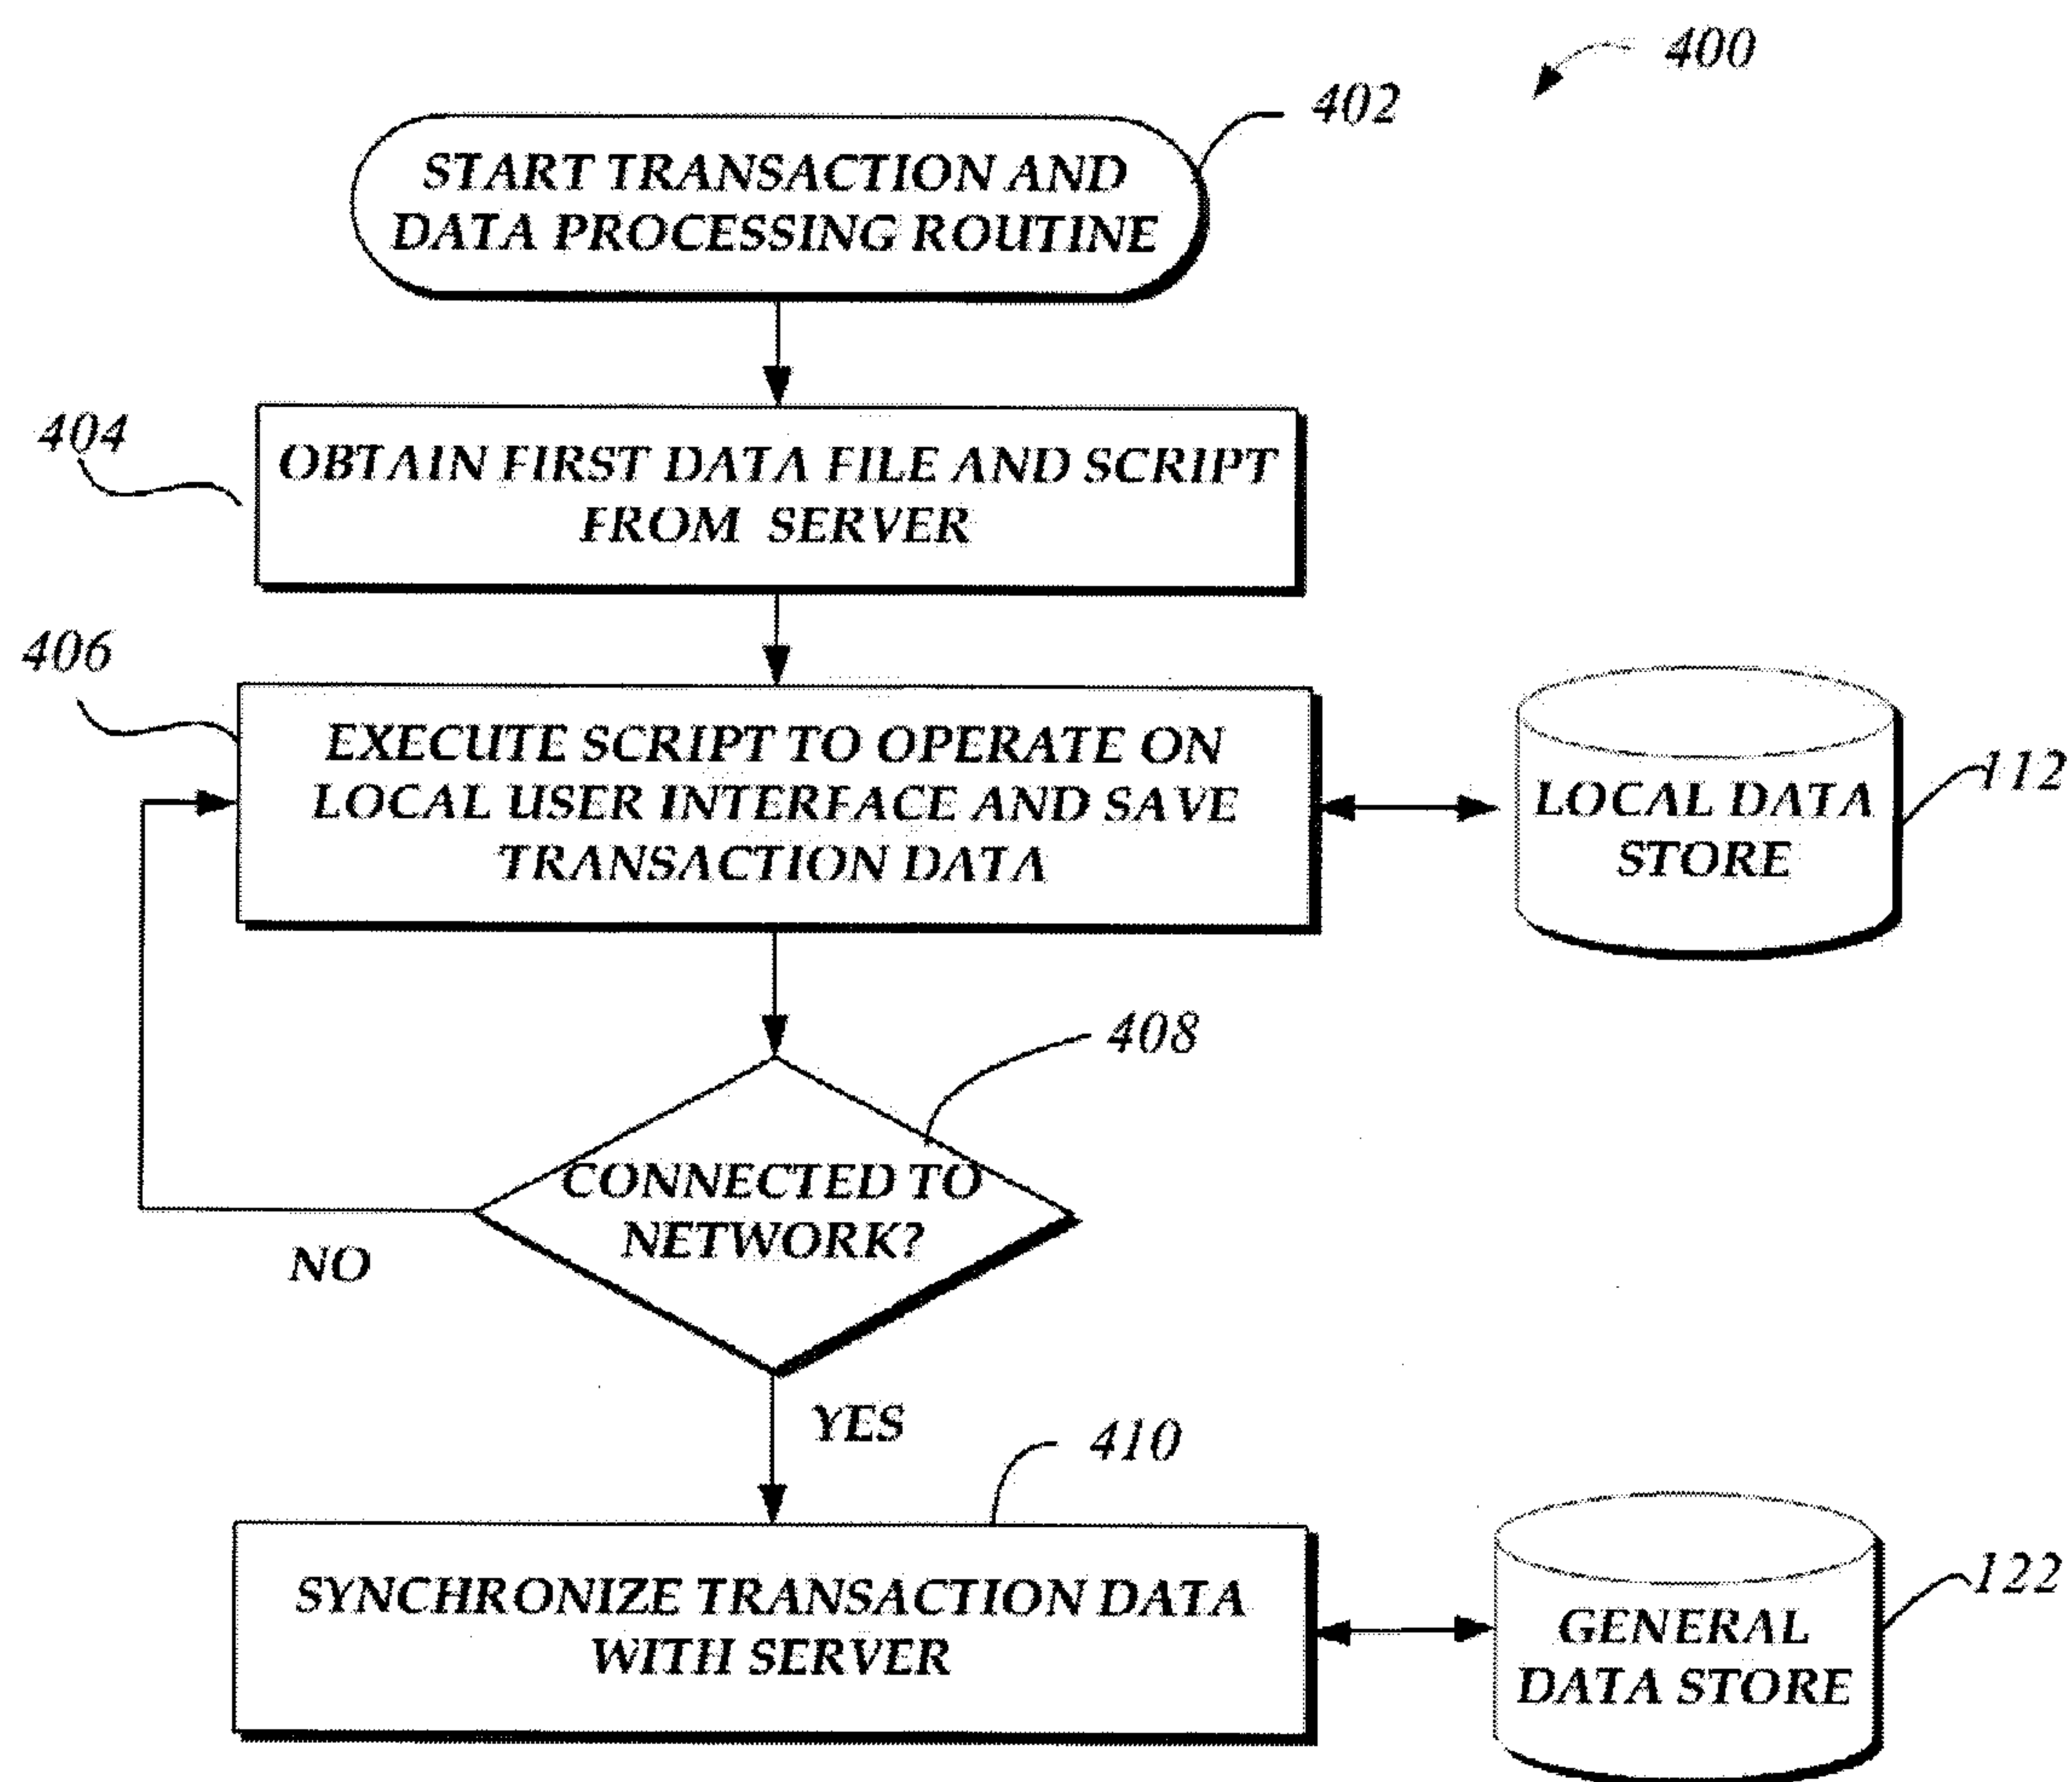 400
402
START TRANSACTION AND
DATA PROCESSING ROUTINE
404
OBTAIN FIRST DATA FILE AND SCRIPT
FROM SERVER
406
EXECUTE SCRIPT TO OPERATE ON
LOCAL USER INTERFACE AND SAVE
TRANSACTION DATA
LOCAL DATA
STORE
112
408
CONNECTED TO
NETWORK?
NO
YES
410
SYNCHRONIZE TRANSACTION DATA
WITH SERVER
GENERAL
DATA STORE
122